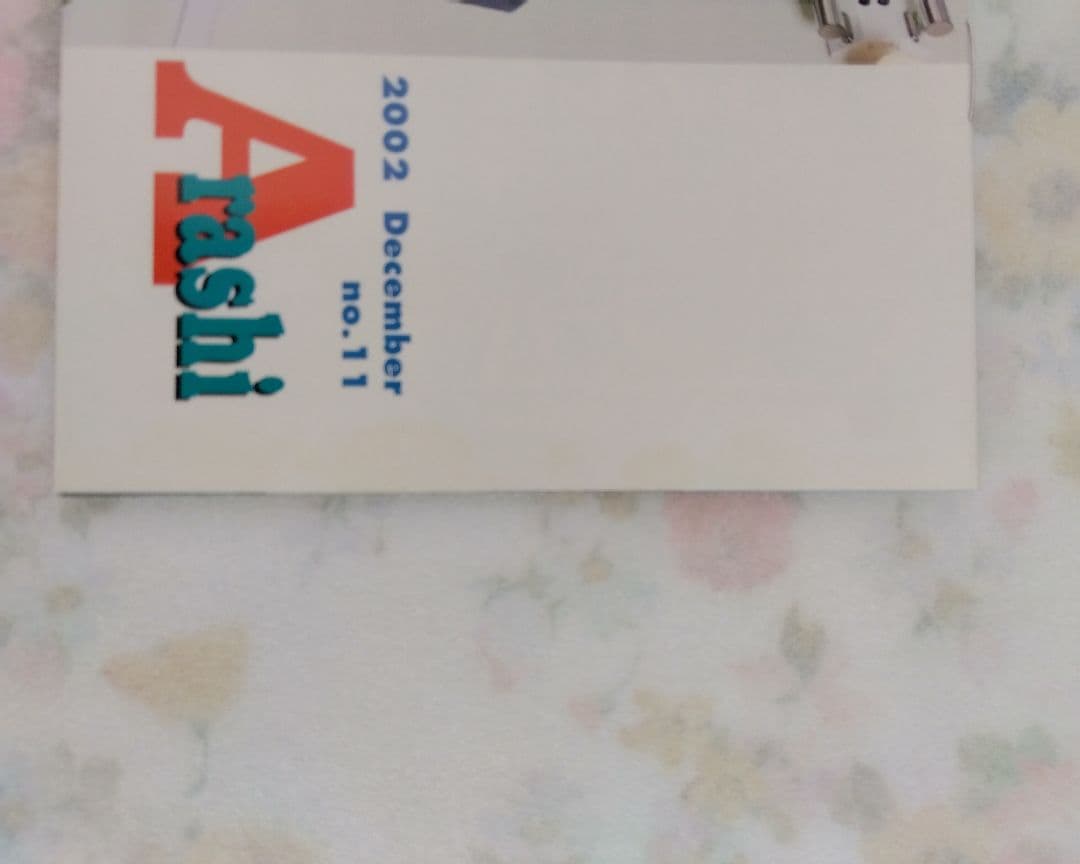 2002 December
no.11
Arashi